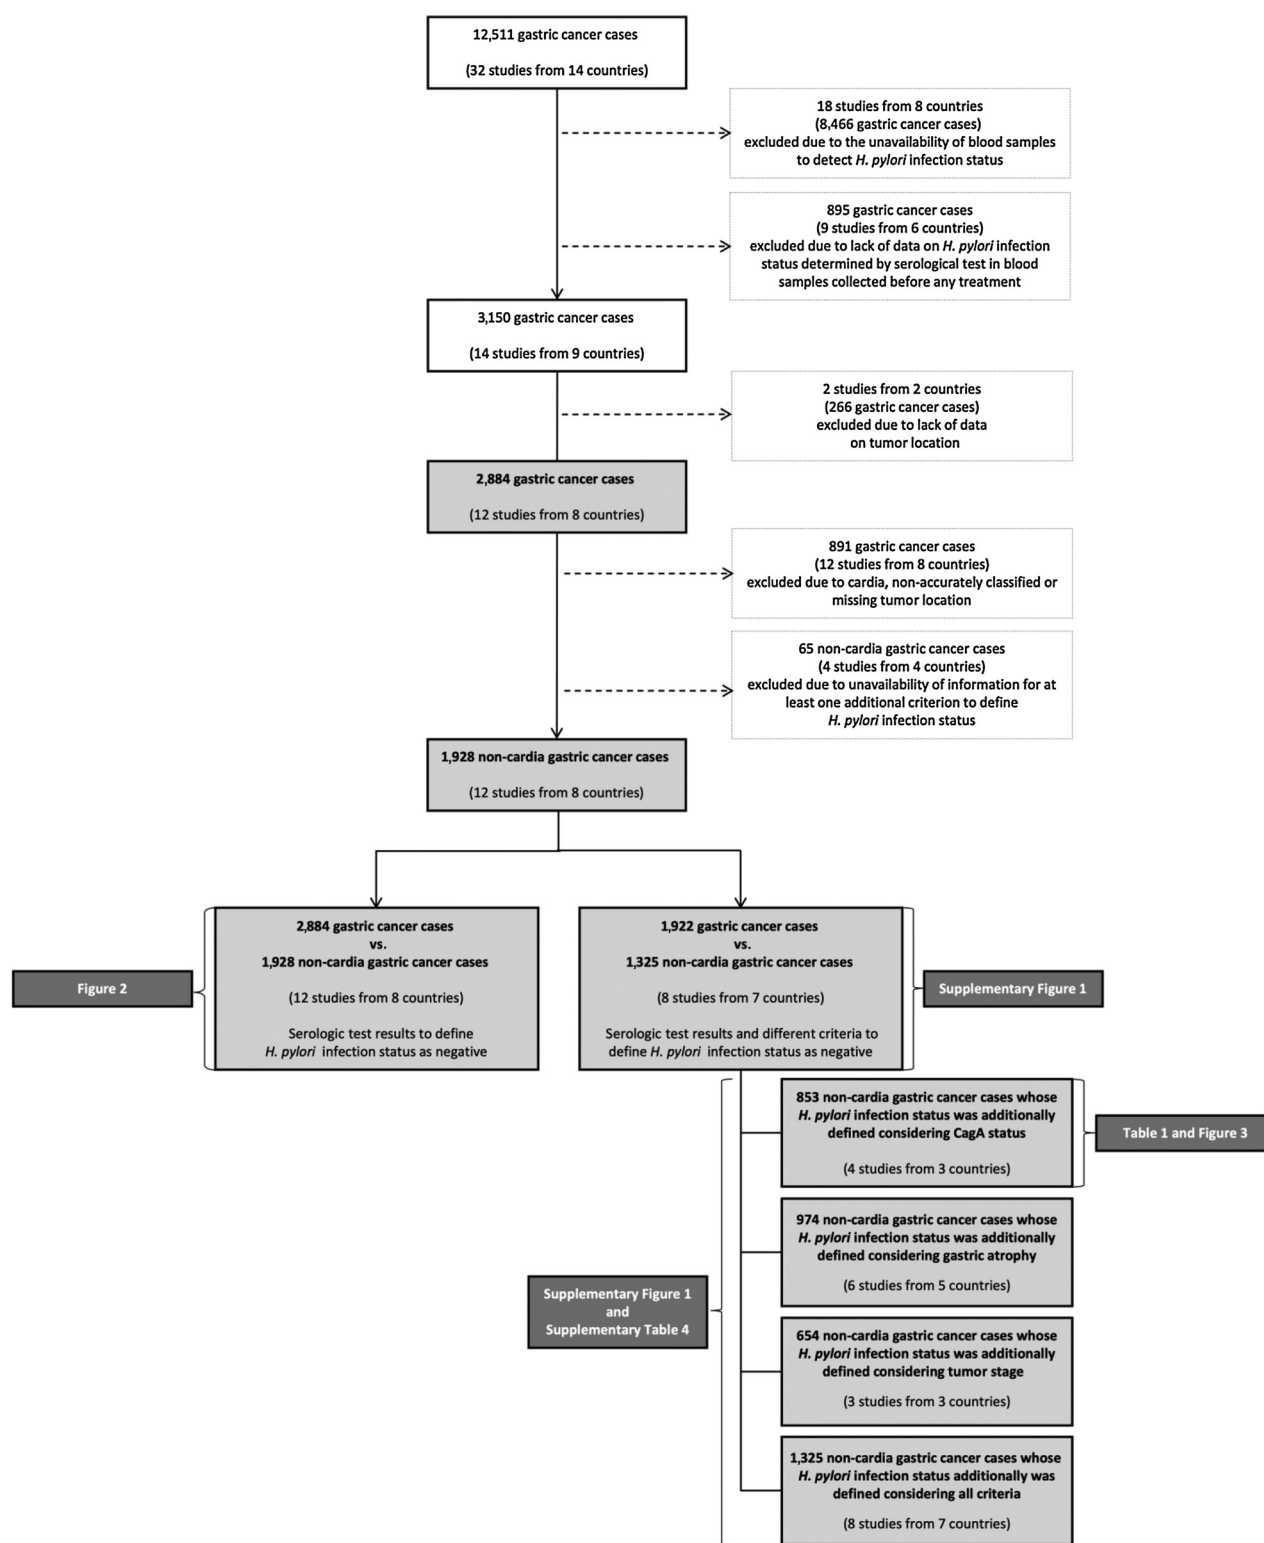 12,511 gastric cancer cases
(32 studies from 14 countries)
18 studies from 8 countries
(8,466 gastric cancer cases)
excluded due to the unavailability of blood samples
to detect H. pylori infection status
895 gastric cancer cases
(9 studies from 6 countries)
excluded due to lack of data on H. pylori infection
status determined by serological test in blood
samples collected before any treatment
3,150 gastric cancer cases
(14 studies from 9 countries)
2 studies from 2 countries
(266 gastric cancer cases)
excluded due to lack of data
on tumor location
2,884 gastric cancer cases
(12 studies from 8 countries)
891 gastric cancer cases
(12 studies from 8 countries)
excluded due to cardia, non-accurately classified or
missing tumor location
65 non-cardia gastric cancer cases
(4 studies from 4 countries)
excluded due to unavailability of information for at
least one additional criterion to define
H. pylori infection status
1,928 non-cardia gastric cancer cases
(12 studies from 8 countries)
Figure 2
2,884 gastric cancer cases
vs.
1,928 non-cardia gastric cancer cases
(12 studies from 8 countries)
Serologic test results to define
H. pylori infection status as negative
1,922 gastric cancer cases
vs.
1,325 non-cardia gastric cancer cases
(8 studies from 7 countries)
Serologic test results and different criteria to
define H. pylori infection status as negative
Supplementary Figure 1
853 non-cardia gastric cancer cases whose
H. pylori infection status was additionally
defined considering CagA status
(4 studies from 3 countries)
Table 1 and Figure 3
974 non-cardia gastric cancer cases whose
H. pylori infection status was additionally
defined considering gastric atrophy
(6 studies from 5 countries)
Supplementary Figure 1
and
Supplementary Table 4
654 non-cardia gastric cancer cases whose
H. pylori infection status was additionally
defined considering tumor stage
(3 studies from 3 countries)
1,325 non-cardia gastric cancer cases whose
H. pylori infection status additionally was
defined considering all criteria
(8 studies from 7 countries)